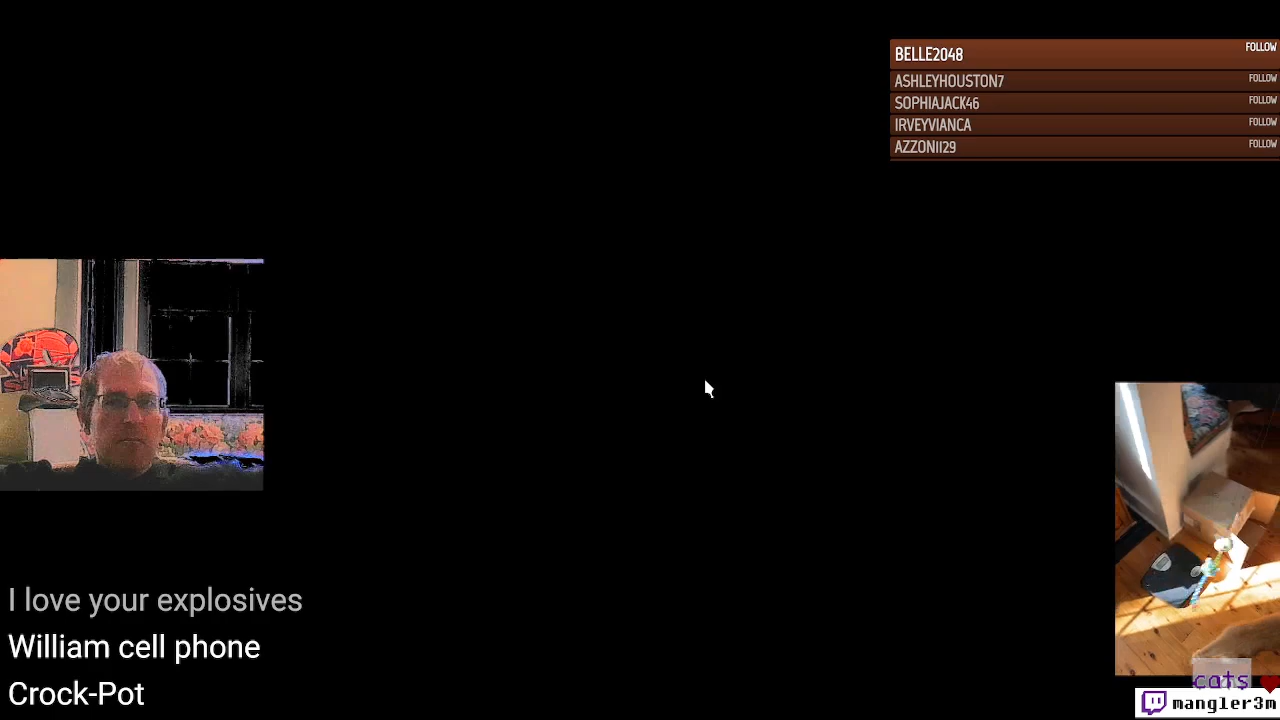 BELLE2048 FOLLOW
ASHLEYHOUSTON7 FOLLOW
SOPHIAJACK46 FOLLOW
IRVEYVIANCA FOLLOW
AZZONII29 FOLLOW
I love your explosives
William cell phone
Crock-Pot
cats
mangler3m